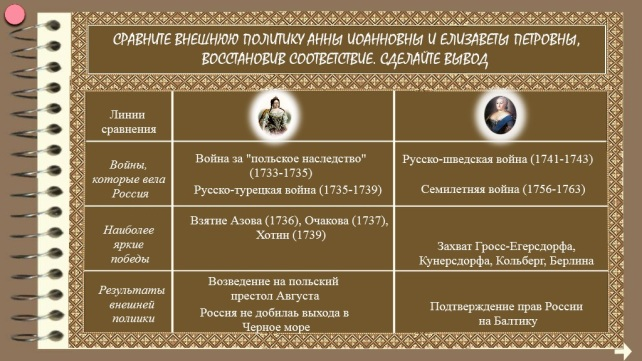 СРАВНИТЕ ВНЕШНЮЮ ПОЛИТИКУ АННЫ ИОАННОВНЫ И ЕЛИЗАВЕТЫ ПЕТРОВНЫ,
ВОССТАНОВИВ СООТВЕТСТВИЕ. СДЕЛАЙТЕ ВЫВОД
Линии
сравнения
Войны,
которые вела
Россия
Война за "польское наследство"
(1733-1735)
Русско-турецкая война (1735-1739)
Русско-шведская война (1741-1743)
Семилетняя война (1756-1763)
Наиболее
яркие
победы
Взятие Азова (1736), Очакова (1737),
Хотин (1739)
Захват Гросс-Егерсдорфа,
Кунерсдорфа, Кольберг, Берлина
Результаты
внешней
полиики
Возведение на польский
престол Августа
Россия не добилаь выхода в
Черное море
Подтверждение прав России
на Балтику